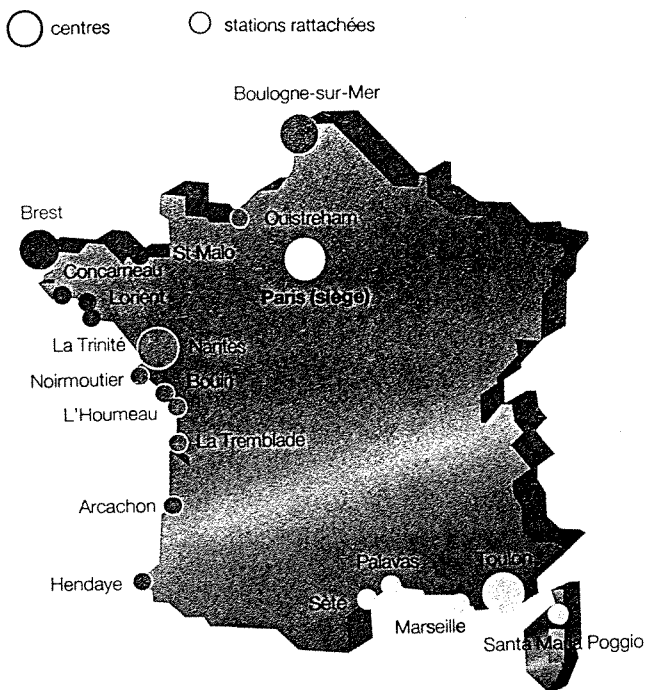 centres
stations rattachées
Boulogne-sur-Mer
Brest
Ouistreham
St-Malo
Concarneau
Paris (siège)
Lorient
La Trinité
Nantes
Noirmoutier
Bouin
L'Houmeau
La Tremblade
Arcachon
Hendaye
Palavas
Toulon
Sète
Marseille
Santa Maria Poggio